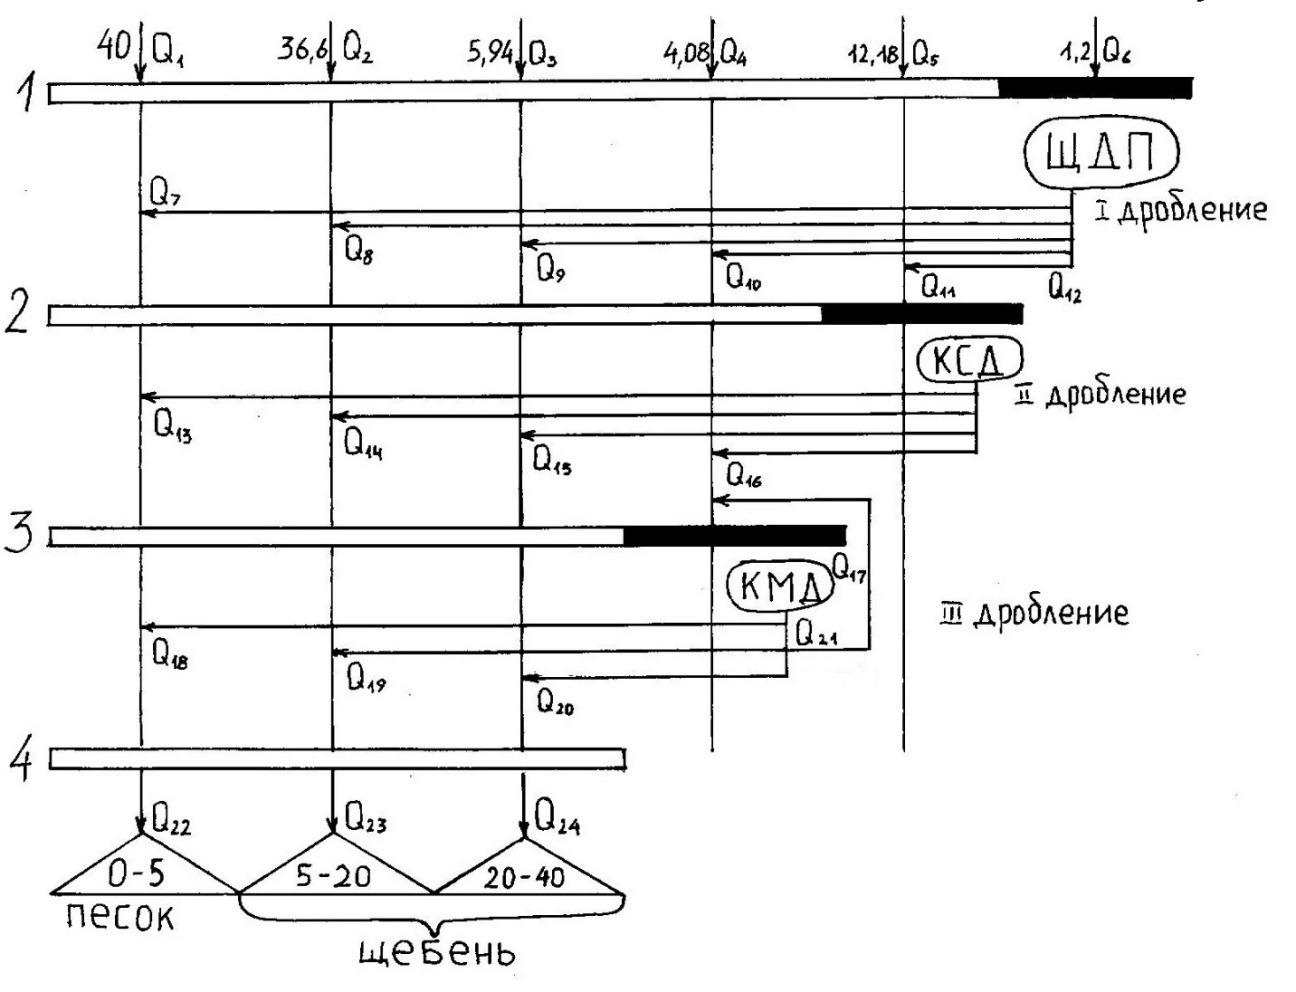 40 Q₁ 36,6 Q₂ 5,94 Q₃ 4,08 Q₄ 12,18 Q₅ 1,2 Q₆
1
ЩДП
Q₇
I дробление
Q₈ Q₉ Q₁₀ Q₁₁ Q₁₂
2
КСД
II дробление
Q₁₃ Q₁₄ Q₁₅ Q₁₆
3
КМД Q₁₇
III дробление
Q₂₁
Q₁₈ Q₁₉ Q₂₀
4
Q₂₂ Q₂₃ Q₂₄
0-5 5-20 20-40
песок
щебень